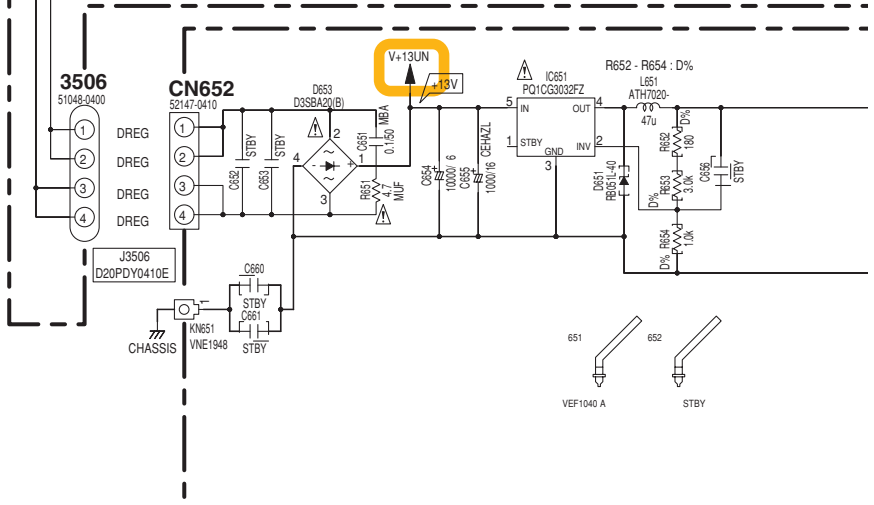 V+13UN
+13V
3506
51048-0400
1
DREG
2
DREG
3
DREG
4
DREG
J3506
D20PDY0410E
CN652
52147-0410
1
2
3
4
C652
STBY
C653
STBY
D653
D3SBA20(B)
~
2
4
-
+
1
~
3
C651
0.1/50
MBA
R651
4.7
MUF
C654
10000/ 6
C655
1000/16
CEHAZL
IC651
PQ1CG3032FZ
5
IN
OUT
4
1
STBY
INV
2
GND
3
R652 - R654 : D%
L651
ATH7020-
47u
D651
RB051L-40
R652
180
D%
R653
3.0k
D%
R654
1.0k
D%
C656
STBY
C660
STBY
C661
STBY
1
KN651
VNE1948
CHASSIS
651
VEF1040 A
652
STBY